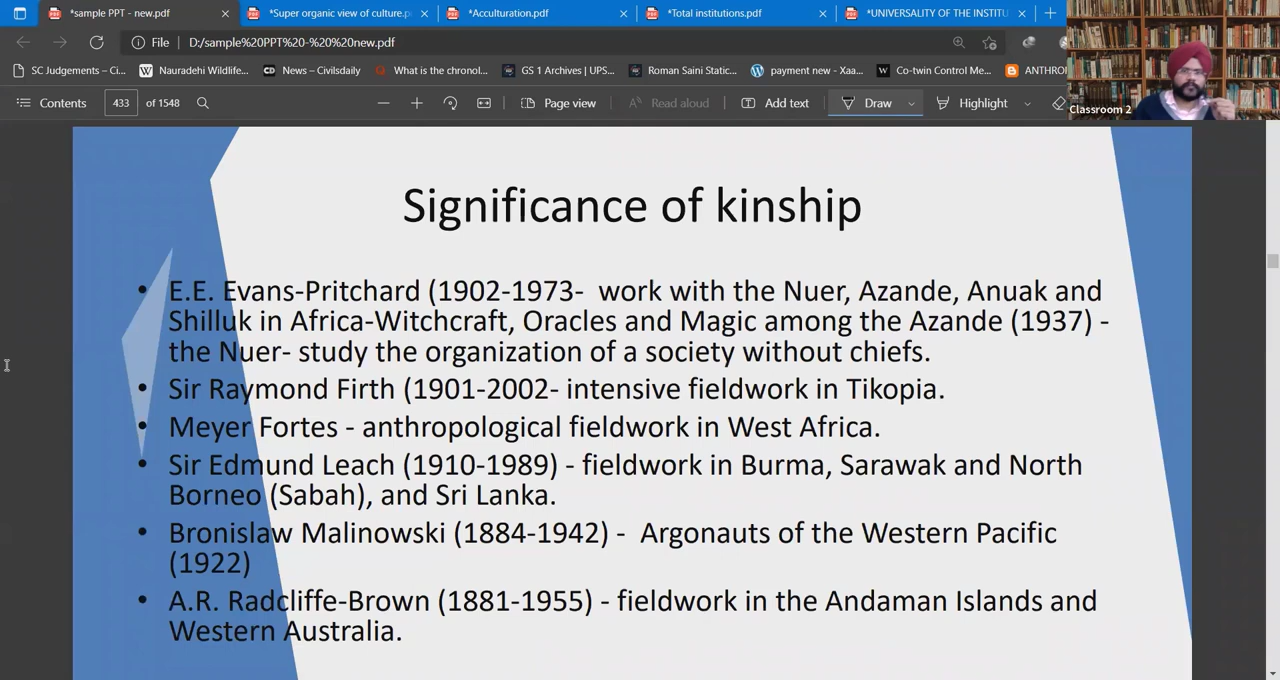 *sample PPT - new.pdf
*Super organic view of culture.p
*Acculturation.pdf
*Total institutions.pdf
*UNIVERSALITY OF THE INSTITU
File D:/sample%20PPT%20-%20%20new.pdf
SC Judgements – Ci... Nauradehi Wildlife... News – Civilsdaily What is the chronol... GS 1 Archives | UPS... Roman Saini Static... payment new - Xaa... Co-twin Control Me... ANTHRO
Contents 433 of 1548 Page view Read aloud Add text Draw Highlight
Classroom 2
Significance of kinship
• E.E. Evans-Pritchard (1902-1973- work with the Nuer, Azande, Anuak and
Shilluk in Africa-Witchcraft, Oracles and Magic among the Azande (1937) -
the Nuer- study the organization of a society without chiefs.
• Sir Raymond Firth (1901-2002- intensive fieldwork in Tikopia.
• Meyer Fortes - anthropological fieldwork in West Africa.
• Sir Edmund Leach (1910-1989) - fieldwork in Burma, Sarawak and North
Borneo (Sabah), and Sri Lanka.
• Bronislaw Malinowski (1884-1942) - Argonauts of the Western Pacific
(1922)
• A.R. Radcliffe-Brown (1881-1955) - fieldwork in the Andaman Islands and
Western Australia.